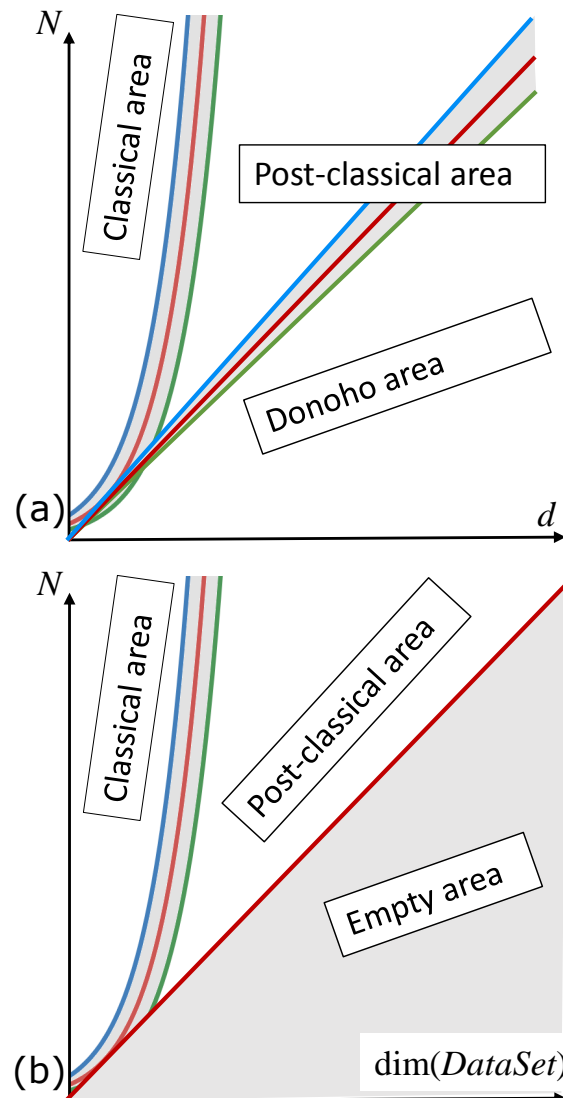 N
Classical area
Post-classical area
Donoho area
(a)
d
N
Classical area
Post-classical area
Empty area
(b)
dim(DataSet)